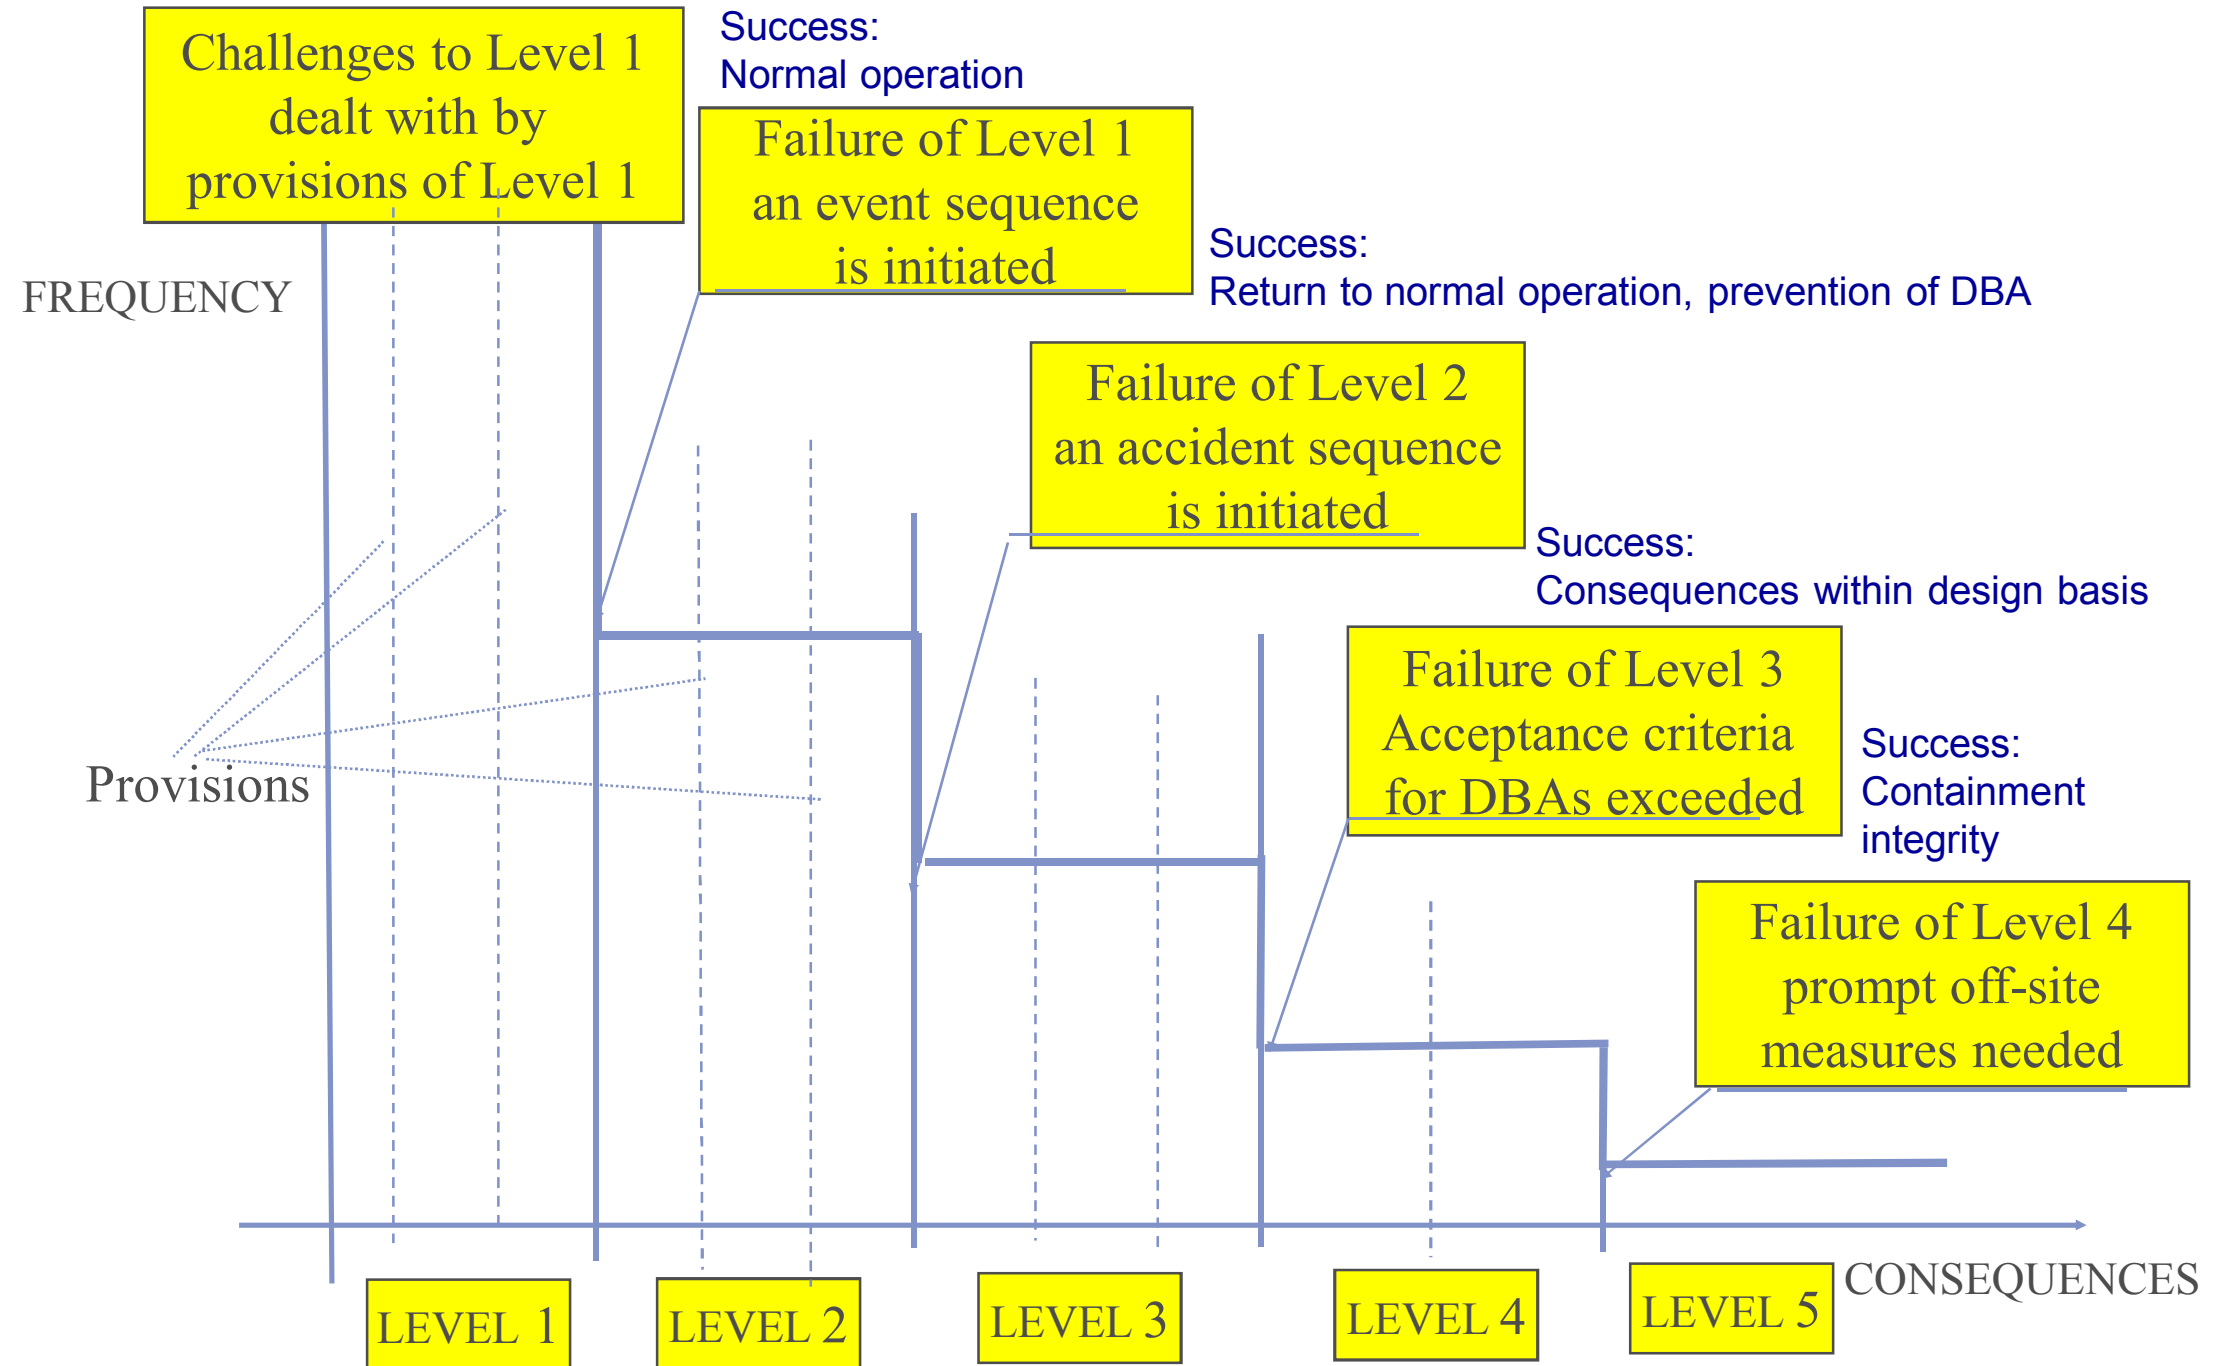 Challenges to Level 1
dealt with by
provisions of Level 1
Success:
Normal operation
Failure of Level 1
an event sequence
is initiated
Success:
Return to normal operation, prevention of DBA
FREQUENCY
Failure of Level 2
an accident sequence
is initiated
Success:
Consequences within design basis
Failure of Level 3
Acceptance criteria
for DBAs exceeded
Success:
Containment
integrity
Provisions
Failure of Level 4
prompt off-site
measures needed
CONSEQUENCES
LEVEL 1
LEVEL 2
LEVEL 3
LEVEL 4
LEVEL 5